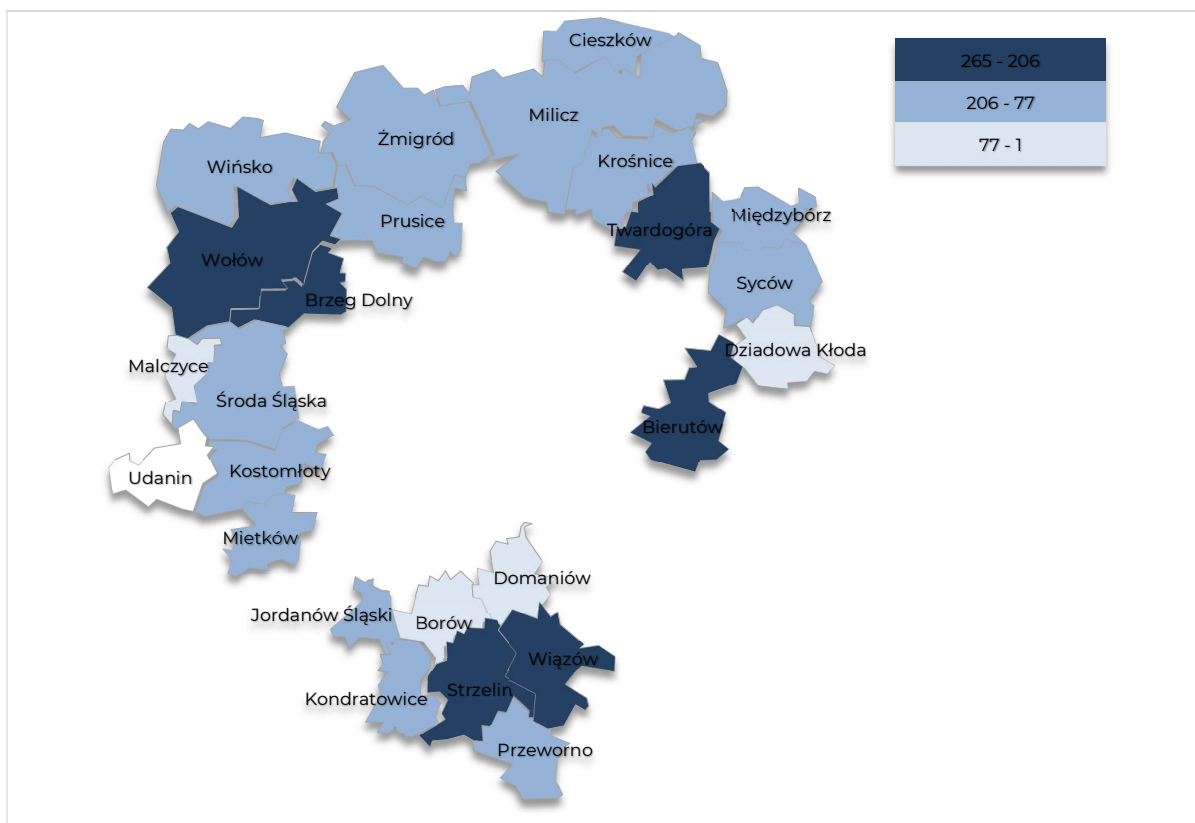 Cieszków
265 - 206
206 - 77
77 - 1
Milicz
Żmigród
Krośnice
Wińsko
Międzybórz
Prusice
Twardogóra
Wołów
Syców
Brzeg Dolny
Dziadowa Kłoda
Malczyce
Środa Śląska
Bierutów
Kostomłoty
Udanin
Mietków
Domaniów
Jordanów Śląski
Borów
Wiązów
Strzelin
Kondratowice
Przeworno